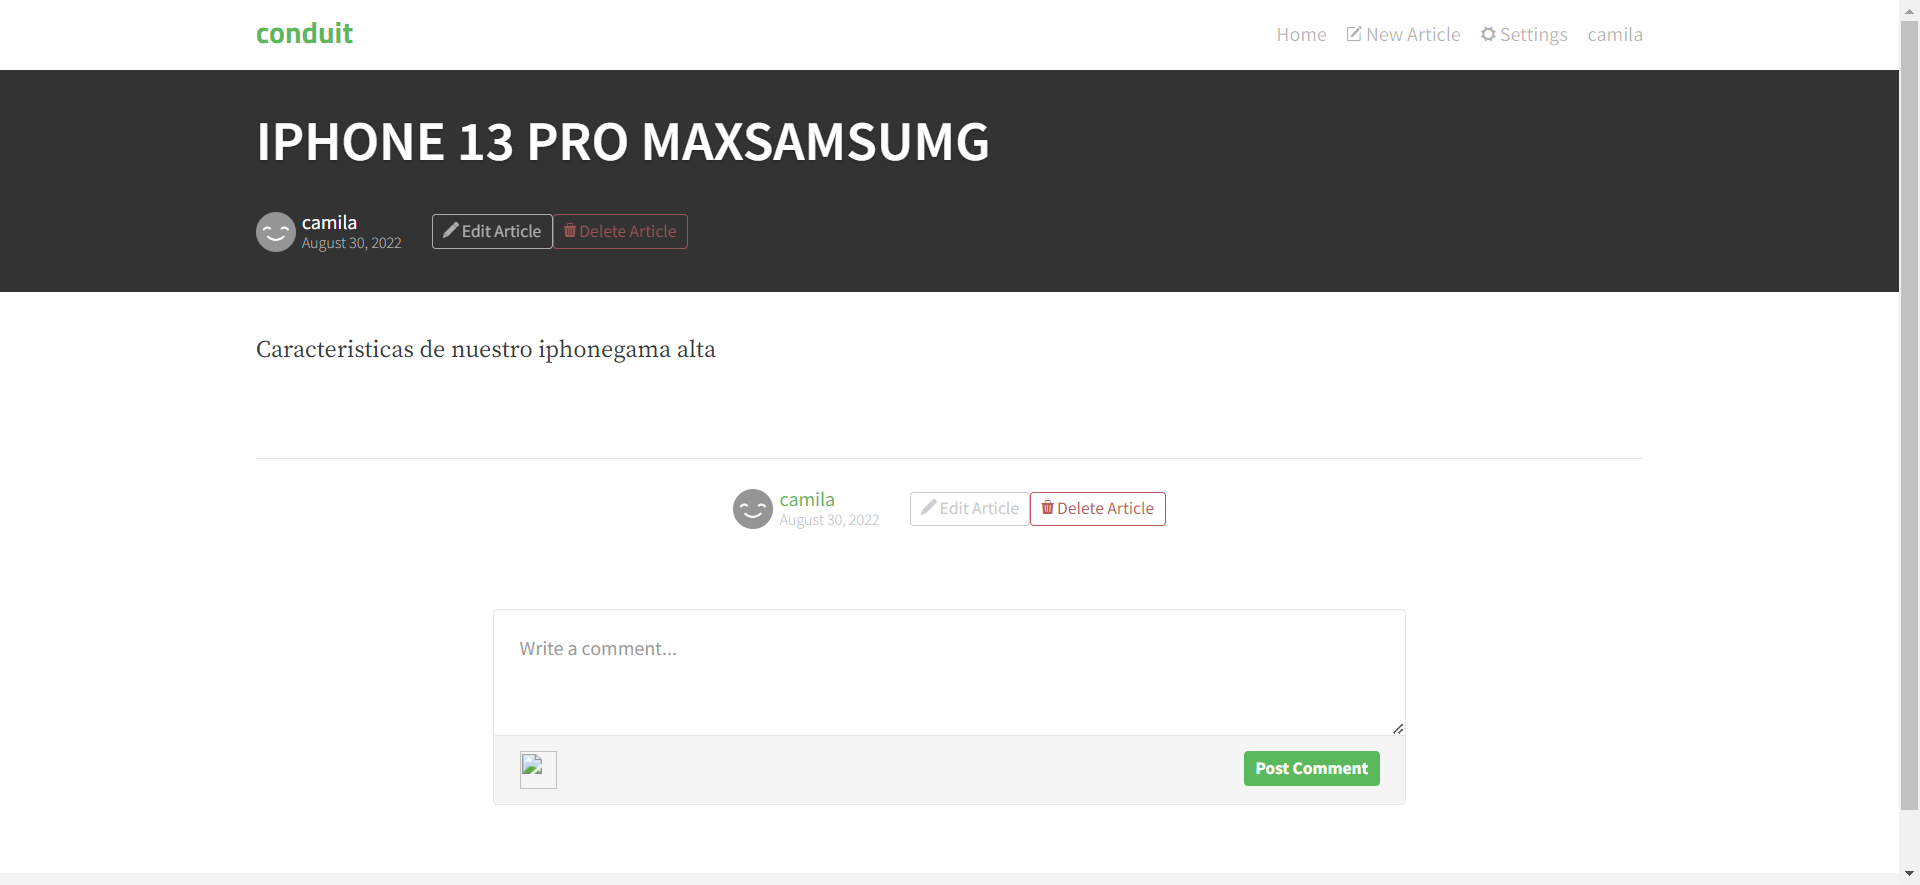 conduit
Home New Article Settings camila
IPHONE 13 PRO MAXSAMSUMG
camila
August 30, 2022
Edit Article Delete Article
Caracteristicas de nuestro iphonegama alta
camila
August 30, 2022
Edit Article Delete Article
Write a comment...
Post Comment